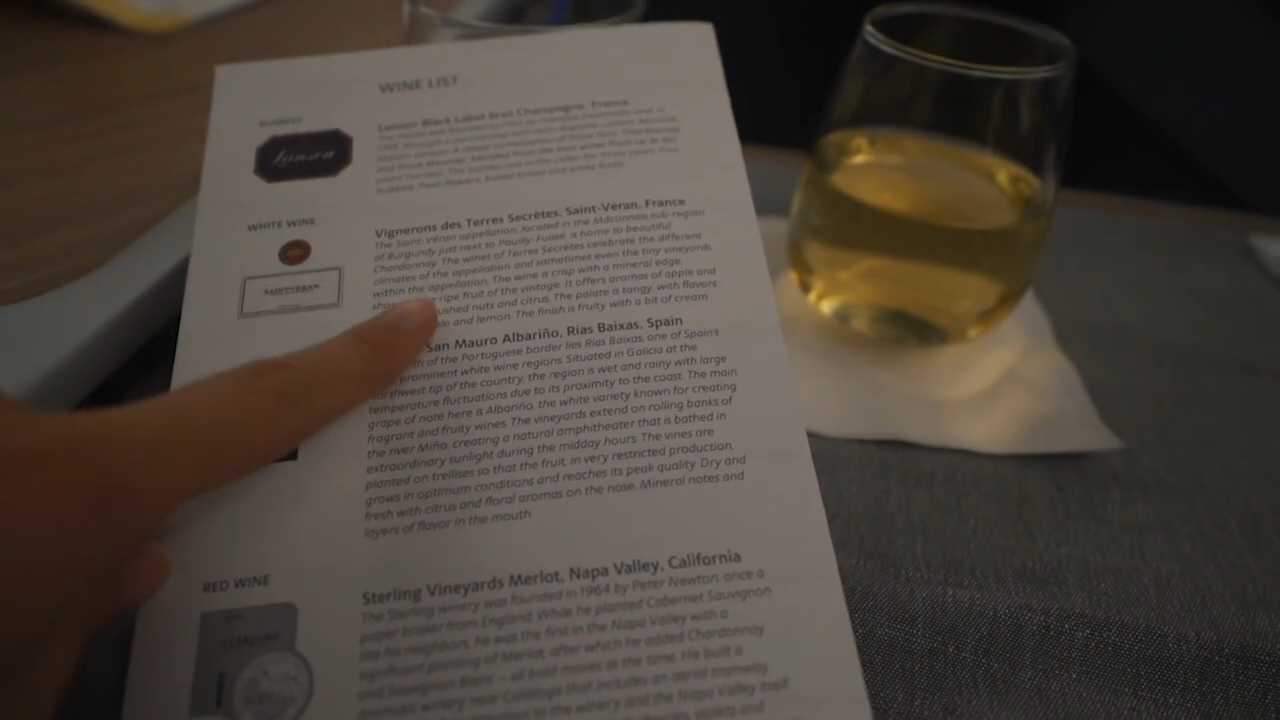 WINE LIST
BUBBLES
Lanson
Lanson Black Label Brut Champagne, France
WHITE WINE
SAINT-VÉRAN
Vignerons des Terres Secrètes, Saint-Véran, France
The Saint-Véran appellation, located in the Mâconnais sub-region
of Burgundy just next to Pouilly-Fuissé, is home to beautiful
Chardonnay. The wines of Terres Secrètes celebrate the different
climates of the appellation and sometimes even the tiny vineyards
within the appellation. The wine is crisp with a mineral edge,
ripe fruit of the vintage. It offers aromas of apple and
nuts and citrus. The palate is tangy, with flavors
and lemon. The finish is fruity with a bit of cream
San Mauro Albariño, Rías Baixas, Spain
of the Portuguese border lies Rías Baixas, one of Spain's
prominent white wine regions. Situated in Galicia at the
northwest tip of the country, the region is wet and rainy with large
temperature fluctuations due to its proximity to the coast. The main
grape of note here is Albariño, the white variety known for creating
fragrant and fruity wines. The vineyards extend on rolling banks of
the river Miño, creating a natural amphitheater that is bathed in
extraordinary sunlight during the midday hours. The vines are
planted on trellises so that the fruit, in very restricted production,
grows in optimum conditions and reaches its peak quality. Dry and
fresh with citrus and floral aromas on the nose. Mineral notes and
layers of flavor in the mouth.
RED WINE
STERLING
Sterling Vineyards Merlot, Napa Valley, California
The Sterling winery was founded in 1964 by Peter Newton, once a
paper broker from England. While he planted Cabernet Sauvignon
like his neighbors, he was the first in the Napa Valley with a
significant planting of Merlot, after which he added Chardonnay
and Sauvignon Blanc – all bold moves at the time. He built a
dramatic winery near Calistoga that includes an aerial tramway
to the winery and the Napa Valley itself